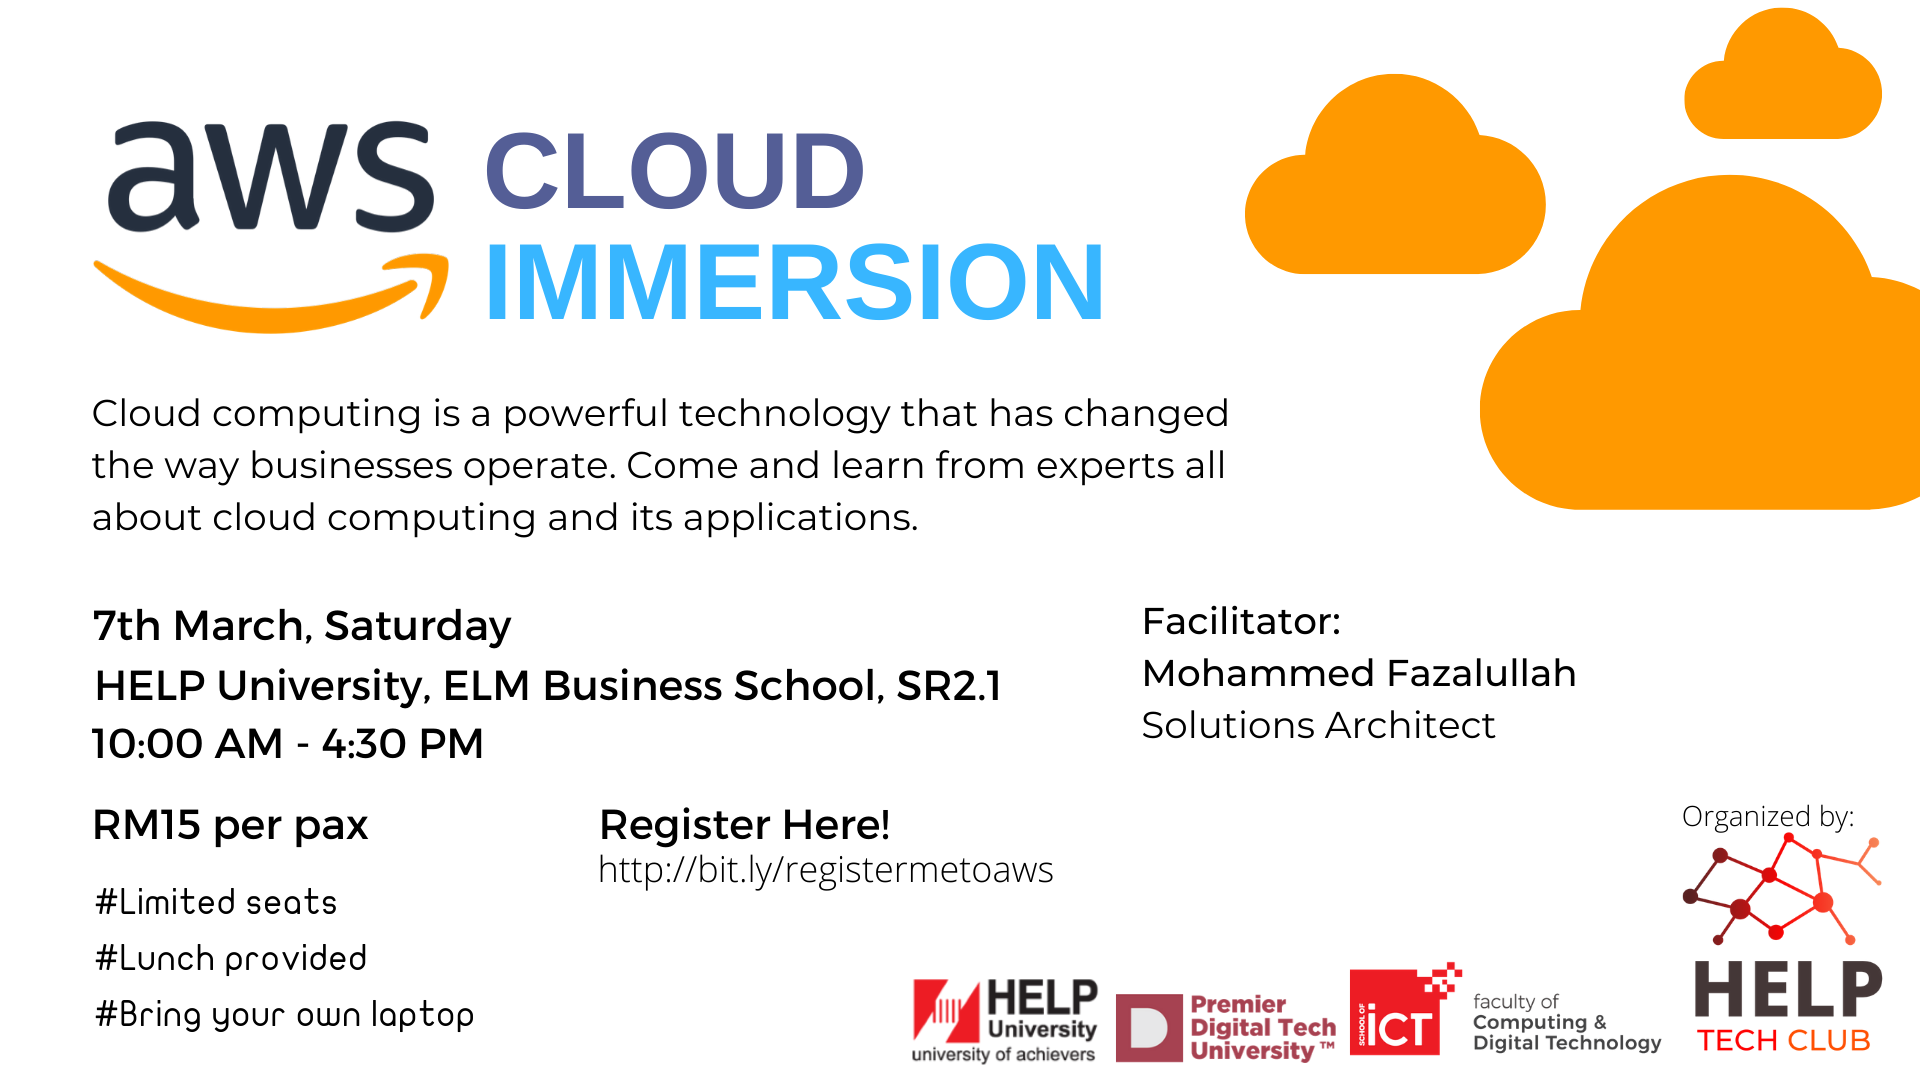 aws
CLOUD
IMMERSION
Cloud computing is a powerful technology that has changed
the way businesses operate. Come and learn from experts all
about cloud computing and its applications.
7th March, Saturday
HELP University, ELM Business School, SR2.1
10:00 AM - 4:30 PM
Facilitator:
Mohammed Fazalullah
Solutions Architect
RM15 per pax
#Limited seats
#Lunch provided
#Bring your own laptop
Register Here!
http://bit.ly/registermetoaws
HELP
University
university of achievers
Premier
Digital Tech
University™
SCHOOL OF
iCT
faculty of
Computing &
Digital Technology
Organized by:
HELP
TECH CLUB